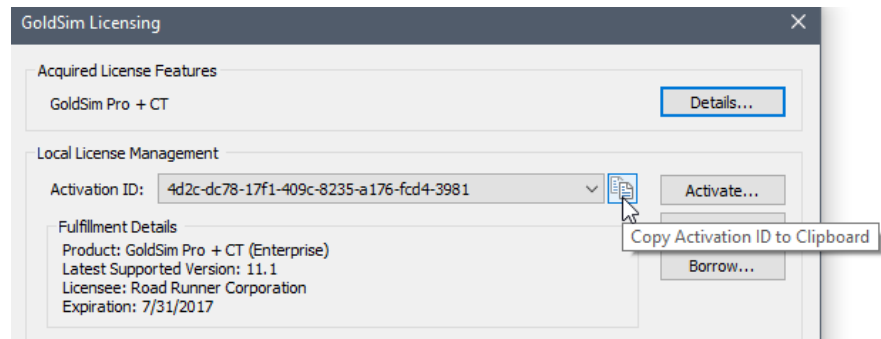 GoldSim Licensing
Acquired License Features
GoldSim Pro + CT
Details...
Local License Management
Activation ID: 4d2c-dc78-17f1-409c-8235-a176-fcd4-3981
Activate...
Copy Activation ID to Clipboard
Fulfillment Details
Product: GoldSim Pro + CT (Enterprise)
Latest Supported Version: 11.1
Licensee: Road Runner Corporation
Expiration: 7/31/2017
Borrow...